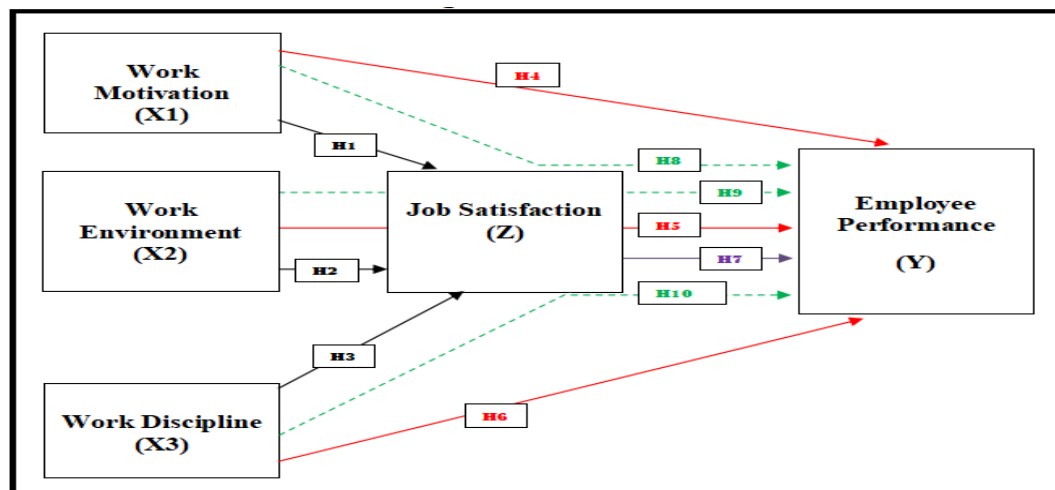 Work
Motivation
(X1)
H4
H1
H8
Work
Environment
(X2)
Job Satisfaction
(Z)
H9
H5
H2
H7
H10
Employee
Performance
(Y)
H3
Work Discipline
(X3)
H6